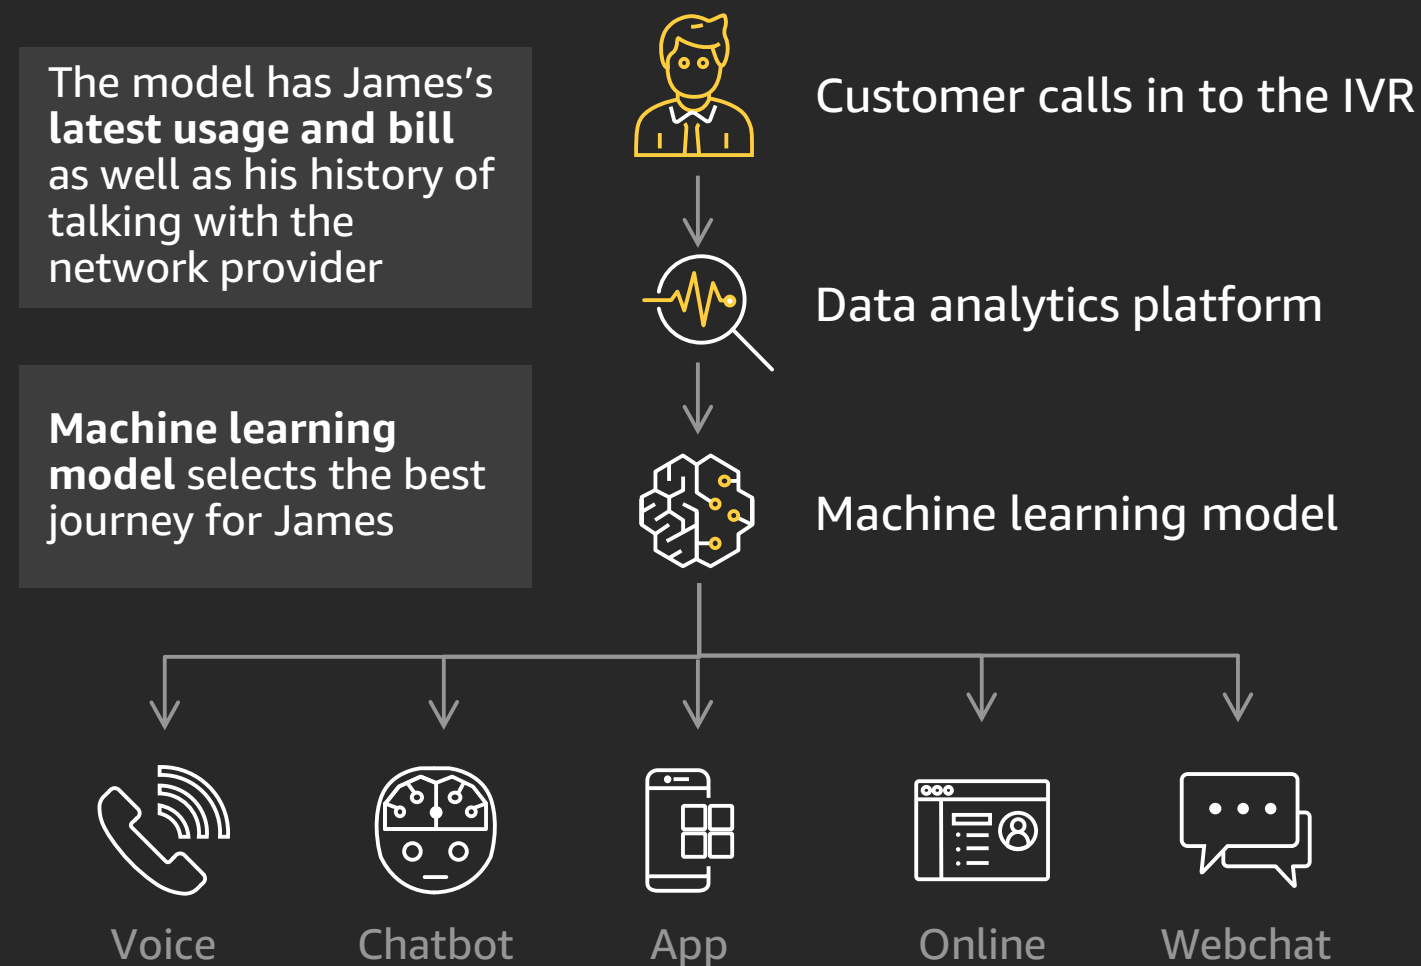 The model has James’s
latest usage and bill
as well as his history of
talking with the
network provider
Customer calls in to the IVR
Data analytics platform
Machine learning
model selects the best
journey for James
Machine learning model
Voice
Chatbot
App
Online
Webchat